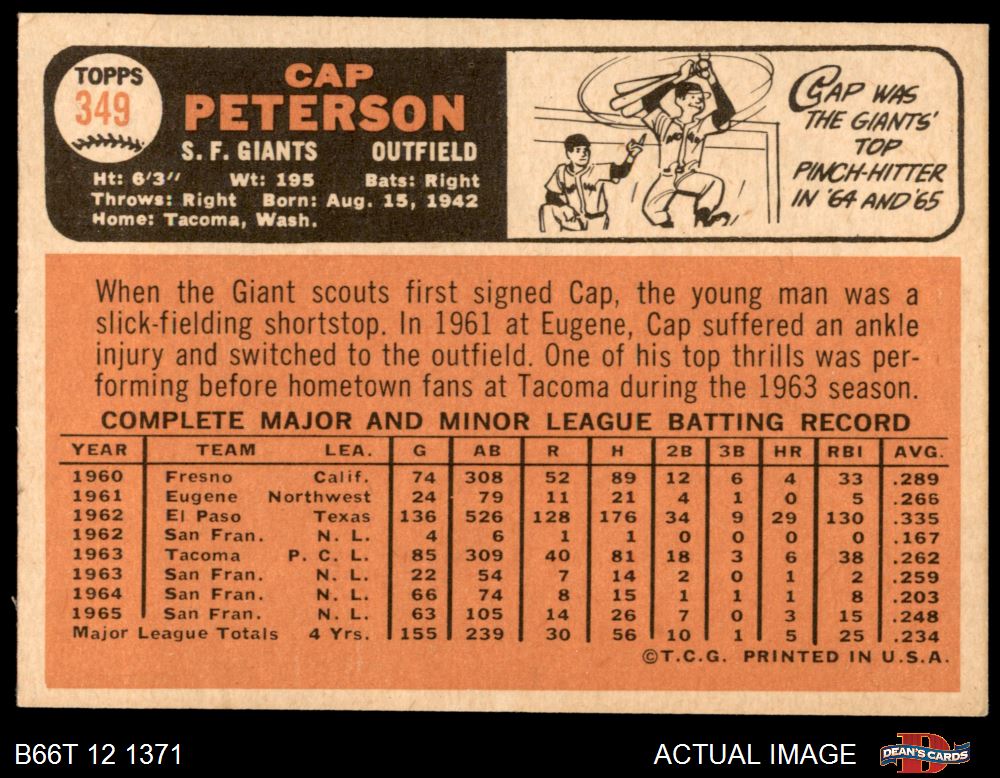 TOPPS
349
CAP
PETERSON
S. F. GIANTS OUTFIELD
Ht: 6'3" Wt: 195 Bats: Right
Throws: Right Born: Aug. 15, 1942
Home: Tacoma, Wash.
CAP WAS
THE GIANTS'
TOP
PINCH-HITTER
IN '64 AND '65
When the Giant scouts first signed Cap, the young man was a
slick-fielding shortstop. In 1961 at Eugene, Cap suffered an ankle
injury and switched to the outfield. One of his top thrills was per-
forming before hometown fans at Tacoma during the 1963 season.
COMPLETE MAJOR AND MINOR LEAGUE BATTING RECORD
YEAR TEAM LEA. G AB R H 2B 3B HR RBI AVG.
1960 Fresno Calif. 74 308 52 89 12 6 4 33 .289
1961 Eugene Northwest 24 79 11 21 4 1 0 5 .266
1962 El Paso Texas 136 526 128 176 34 9 29 130 .335
1962 San Fran. N. L. 4 6 1 1 0 0 0 0 .167
1963 Tacoma P. C. L. 85 309 40 81 18 3 6 38 .262
1963 San Fran. N. L. 22 54 7 14 2 0 1 2 .259
1964 San Fran. N. L. 66 74 8 15 1 1 1 8 .203
1965 San Fran. N. L. 63 105 14 26 7 0 3 15 .248
Major League Totals 4 Yrs. 155 239 30 56 10 1 5 25 .234
©T.C.G. PRINTED IN U.S.A.
B66T 12 1371 ACTUAL IMAGE DEAN'S CARDS